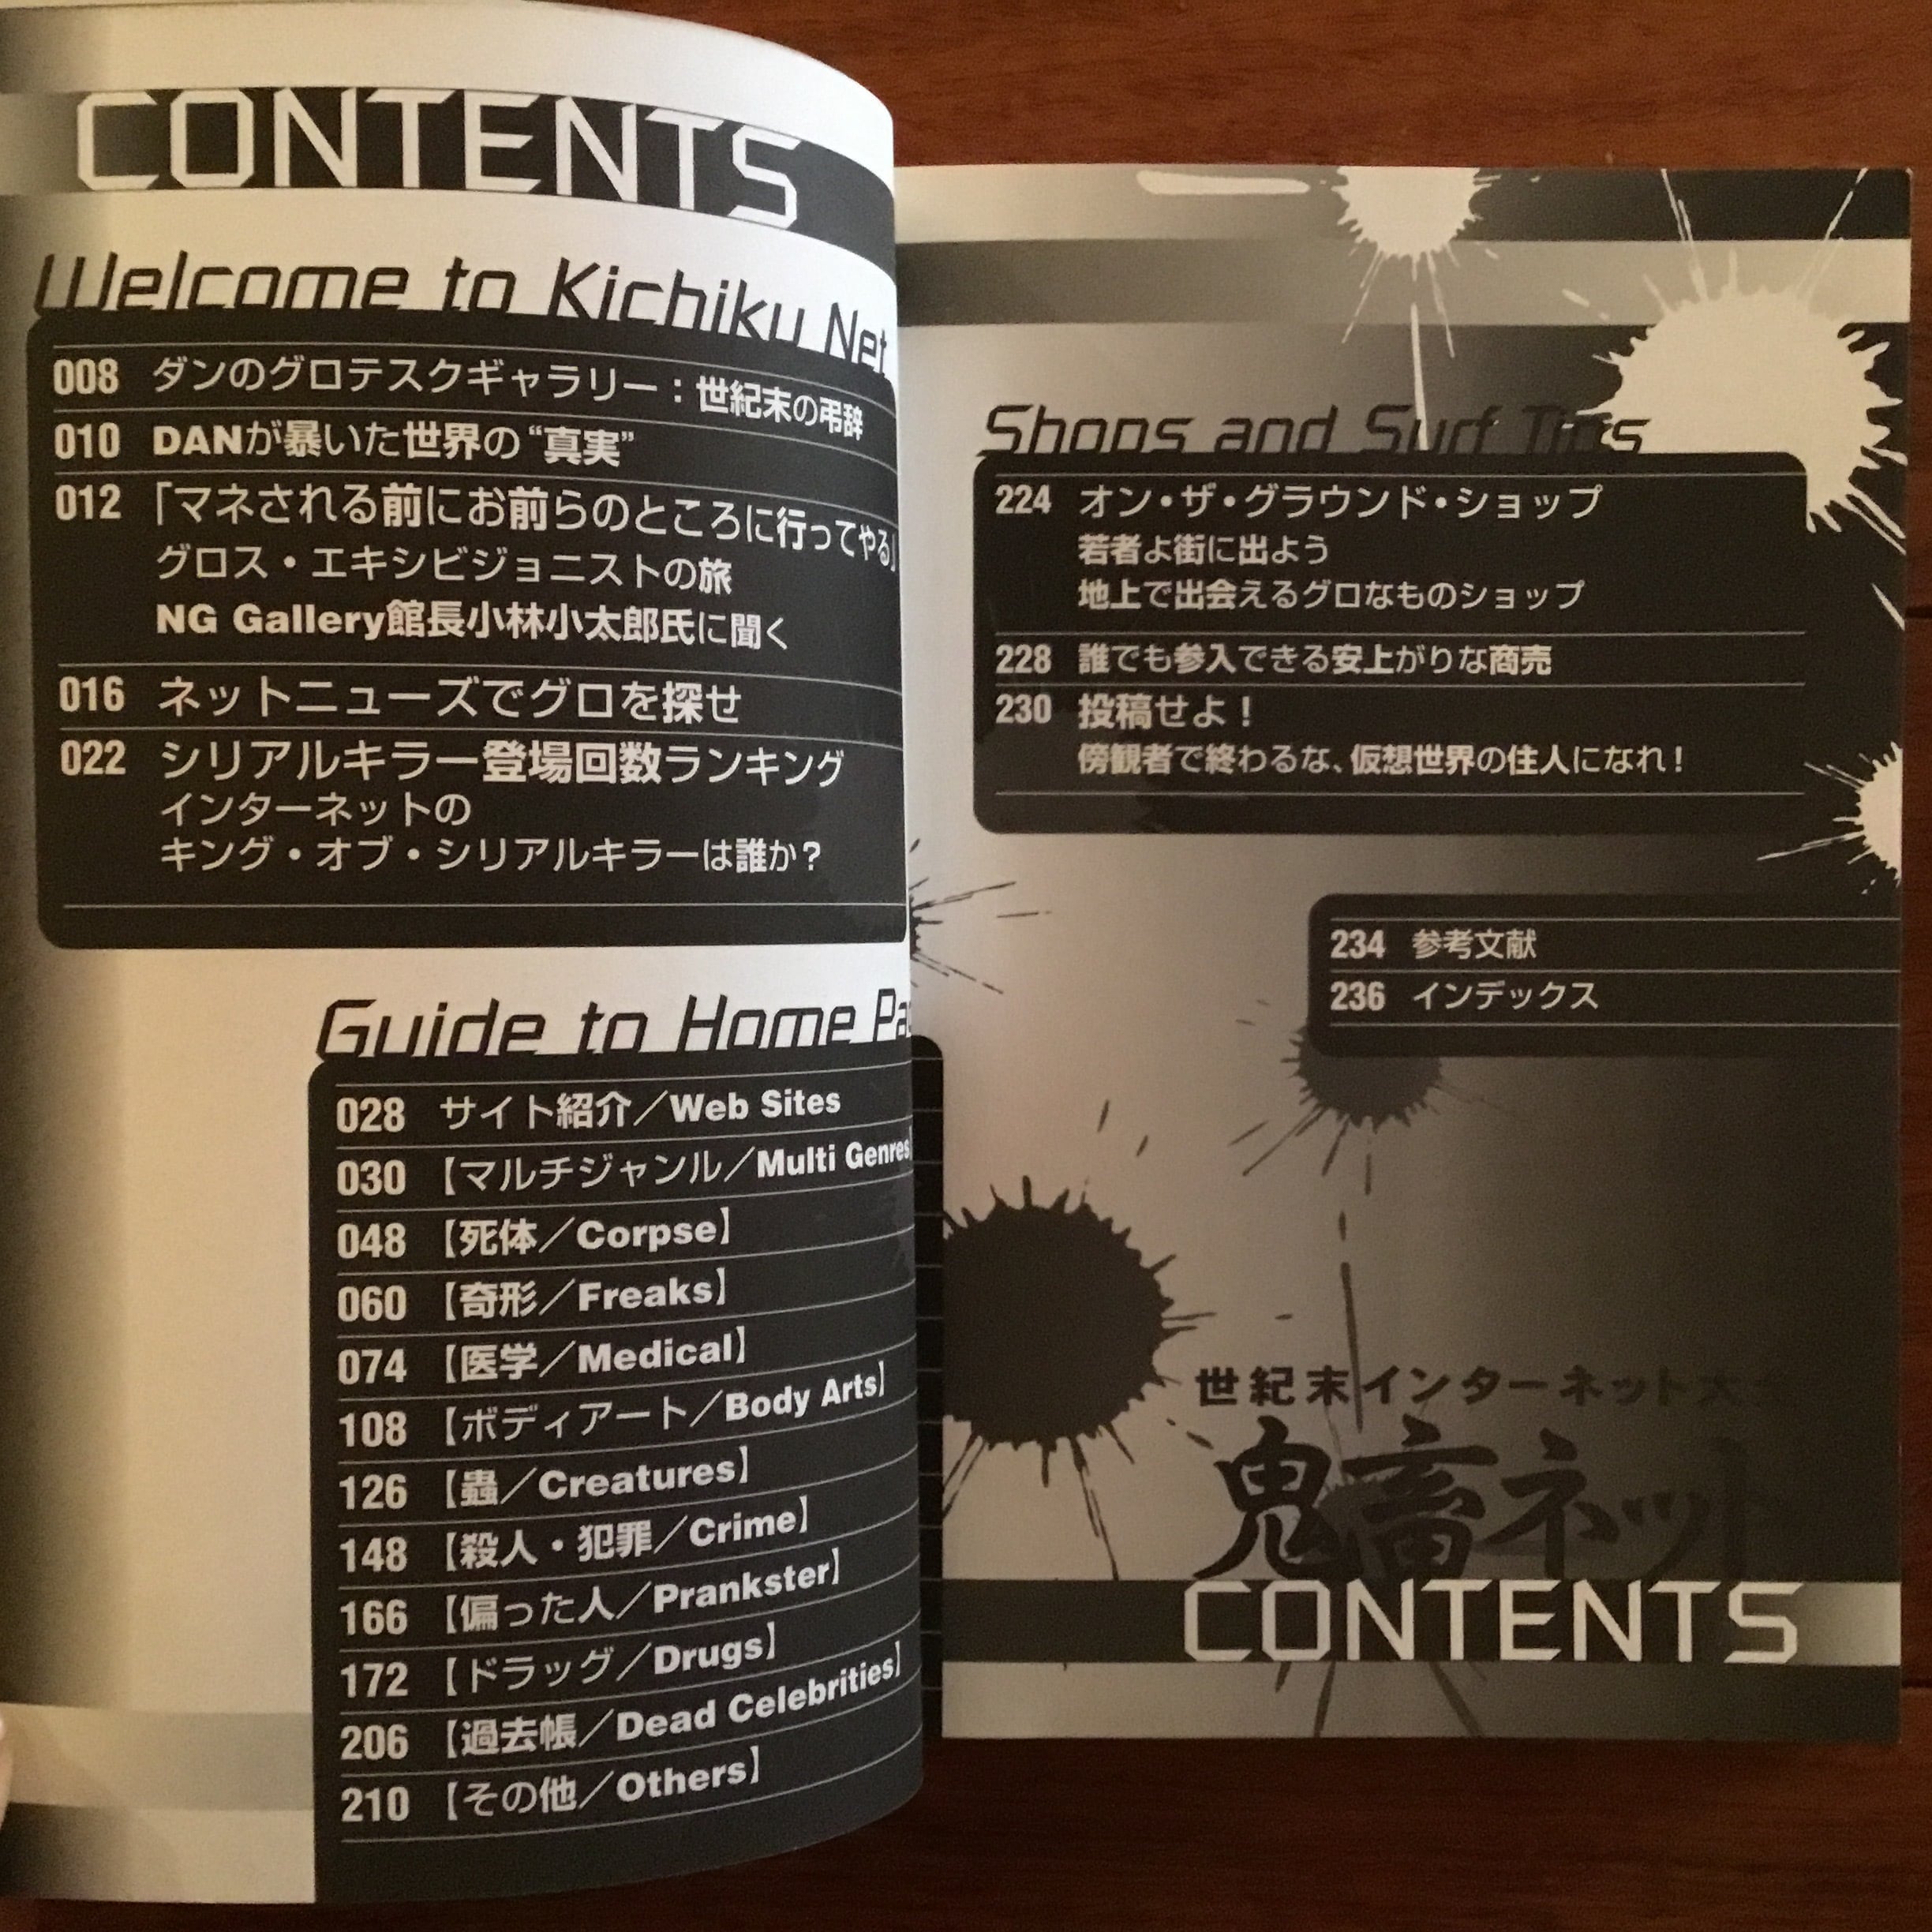 CONTENTS
Welcome to Kichiku Net
008 ダンのグロテスクギャラリー：世紀末の弔辞
010 DANが暴いた世界の“真実”
012 「マネされる前にお前らのところに行ってやる」
グロス・エキシビジョニストの旅
NG Gallery館長小林小太郎氏に聞く
016 ネットニューズでグロを探せ
022 シリアルキラー登場回数ランキング
インターネットの
キング・オブ・シリアルキラーは誰か？
Guide to Home
028 サイト紹介／Web Sites
030 【マルチジャンル／Multi Genres】
048 【死体／Corpse】
060 【奇形／Freaks】
074 【医学／Medical】
108 【ボディアート／Body Arts】
126 【蟲／Creatures】
148 【殺人・犯罪／Crime】
166 【偏った人／Prankster】
172 【ドラッグ／Drugs】
206 【過去帳／Dead Celebrities】
210 【その他／Others】
Shops and Surf Tips
224 オン・ザ・グラウンド・ショップ
若者よ街に出よう
地上で出会えるグロなものショップ
228 誰でも参入できる安上がりな商売
230 投稿せよ！
傍観者で終わるな、仮想世界の住人になれ！
234 参考文献
236 インデックス
世紀末インターネット
鬼畜ネット
CONTENTS